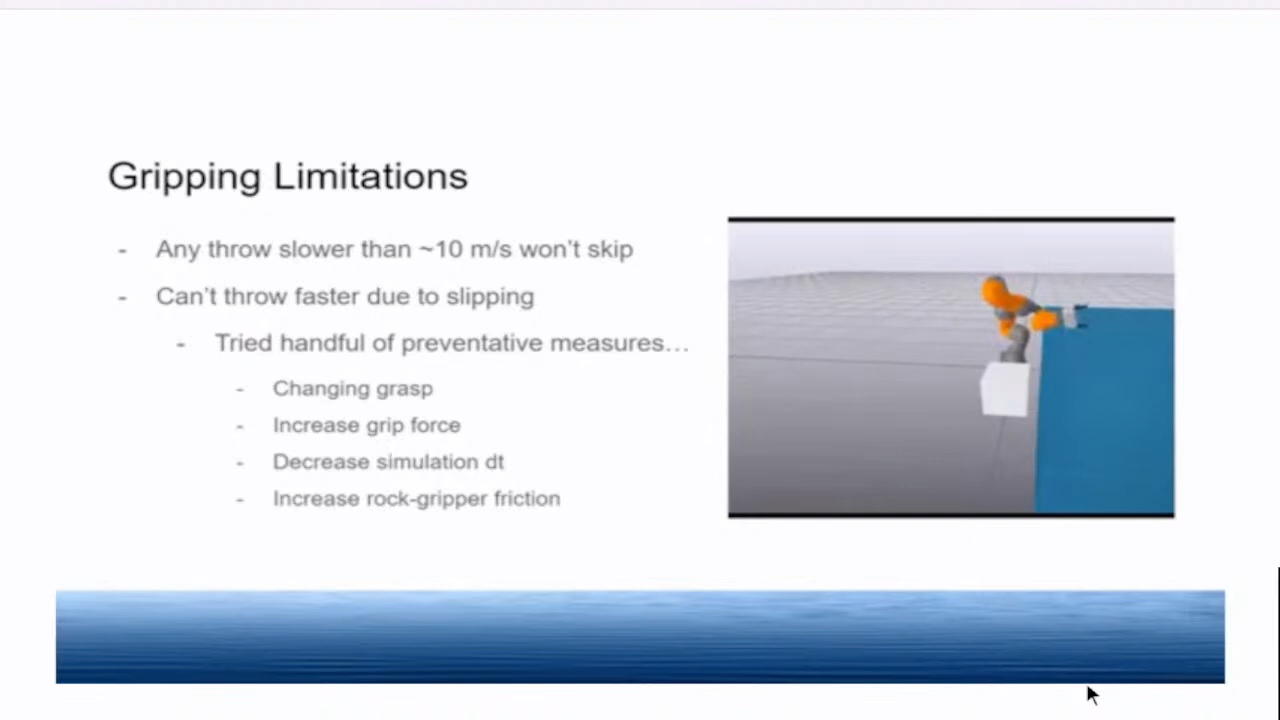 Gripping Limitations
- Any throw slower than ~10 m/s won't skip
- Can't throw faster due to slipping
- Tried handful of preventative measures…
- Changing grasp
- Increase grip force
- Decrease simulation dt
- Increase rock-gripper friction